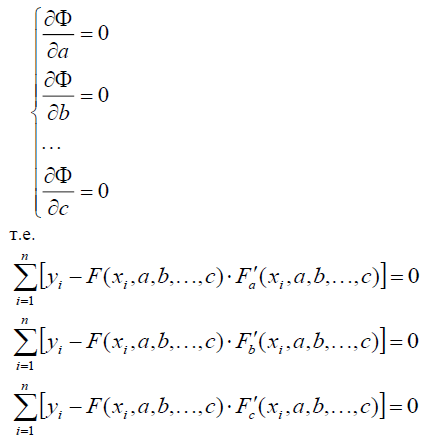 ∂Φ/∂a = 0
∂Φ/∂b = 0
...
∂Φ/∂c = 0
т.е.
∑_{i=1}^{n} [y_i − F(x_i, a, b, ..., c) · F′_a(x_i, a, b, ..., c)] = 0
∑_{i=1}^{n} [y_i − F(x_i, a, b, ..., c) · F′_b(x_i, a, b, ..., c)] = 0
∑_{i=1}^{n} [y_i − F(x_i, a, b, ..., c) · F′_c(x_i, a, b, ..., c)] = 0